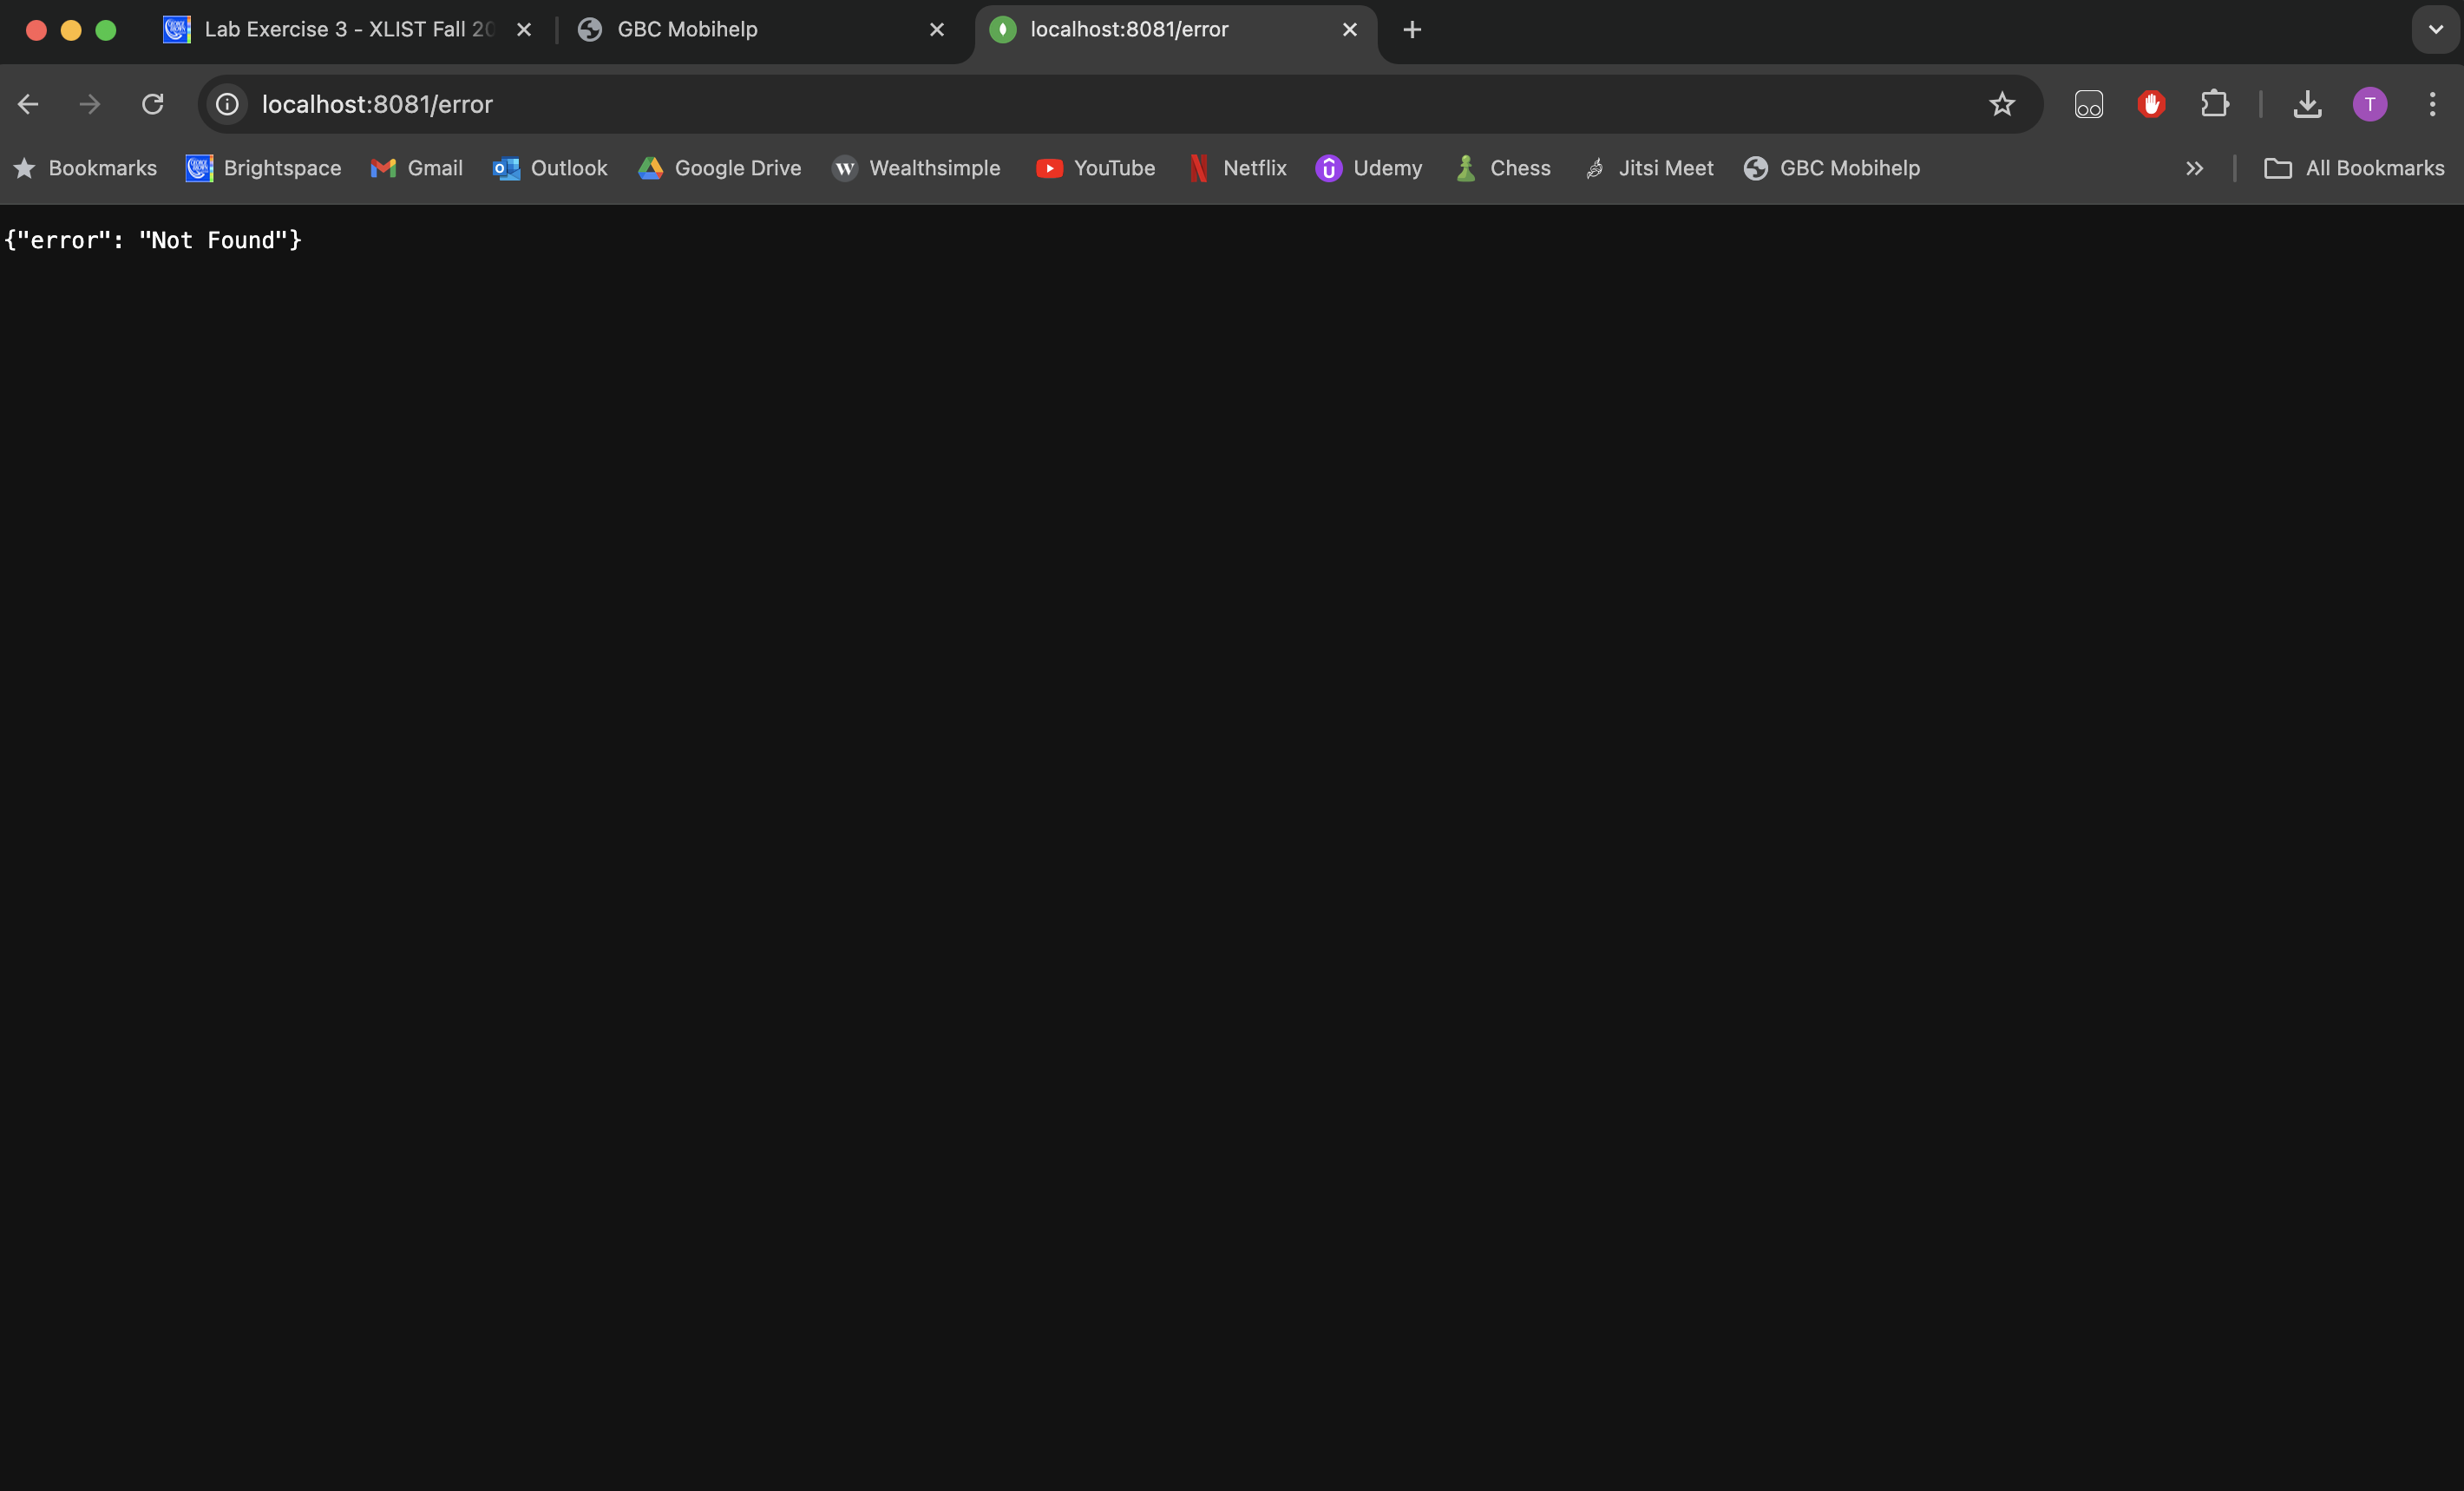 Lab Exercise 3 - XLIST Fall 20
GBC Mobihelp
localhost:8081/error
localhost:8081/error
T
Bookmarks
Brightspace
Gmail
Outlook
Google Drive
Wealthsimple
YouTube
Netflix
Udemy
Chess
Jitsi Meet
GBC Mobihelp
All Bookmarks
{"error": "Not Found"}